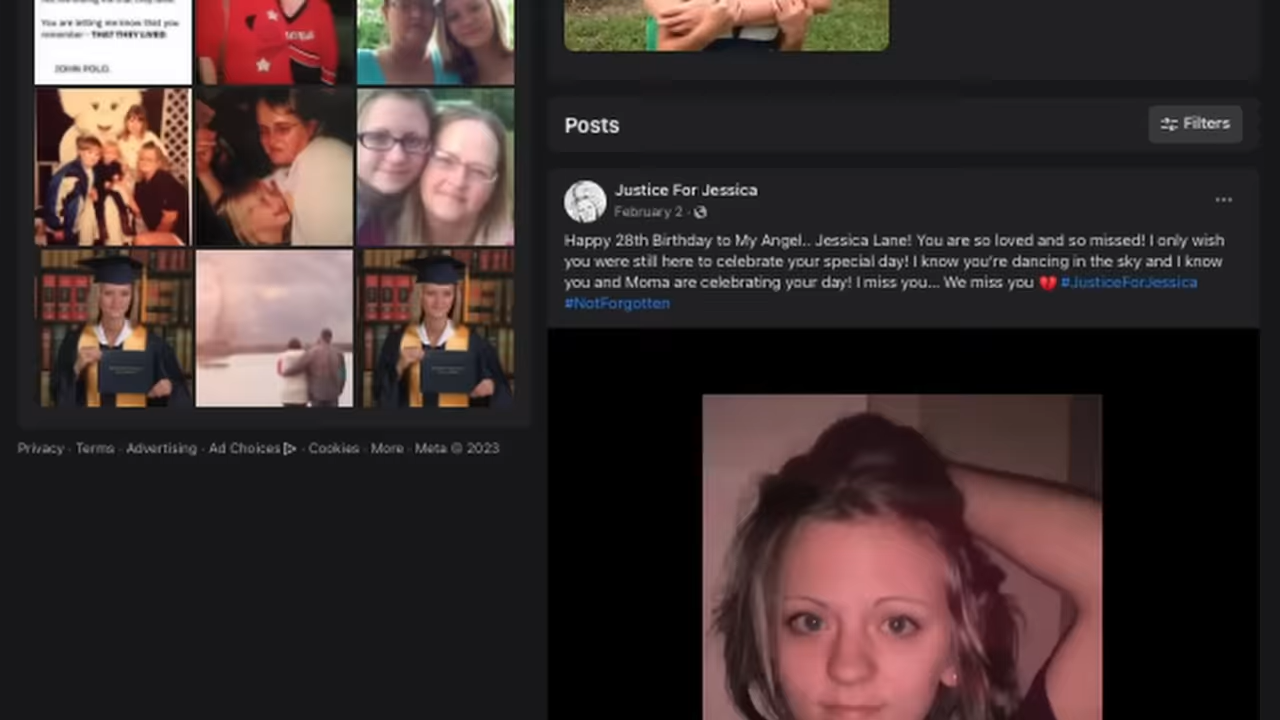 You are letting me know that you
remember - THAT THEY LIVED.
JOHN POLO.
Privacy · Terms · Advertising · Ad Choices · Cookies · More · Meta © 2023
Posts
Filters
Justice For Jessica
February 2 ·
Happy 28th Birthday to My Angel.. Jessica Lane! You are so loved and so missed! I only wish
you were still here to celebrate your special day! I know you're dancing in the sky and I know
you and Moma are celebrating your day! I miss you... We miss you 💔 #JusticeForJessica
#NotForgotten